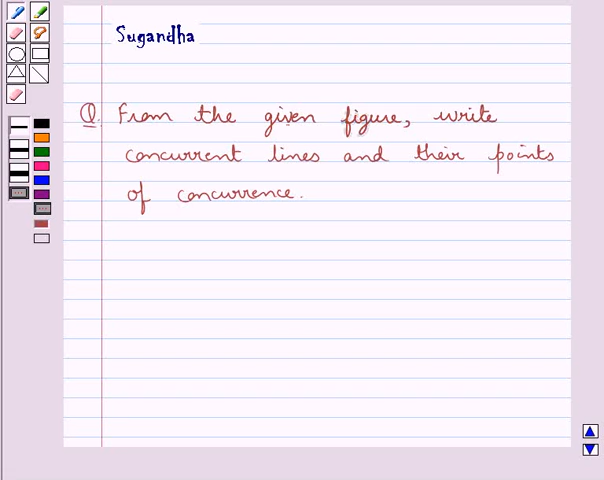 Sugandha
Q. From the given figure, write
concurrent lines and their points
of concurrence.